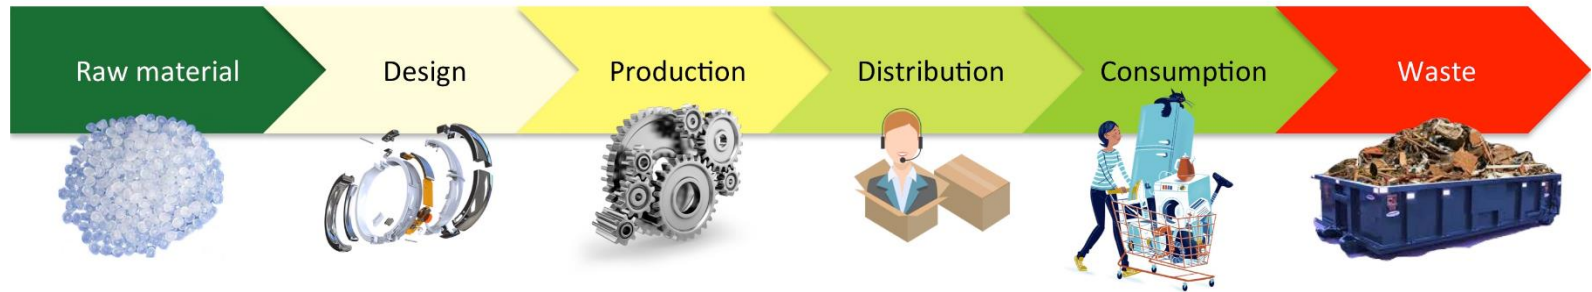 Raw material
Design
Production
Distribution
Consumption
Waste